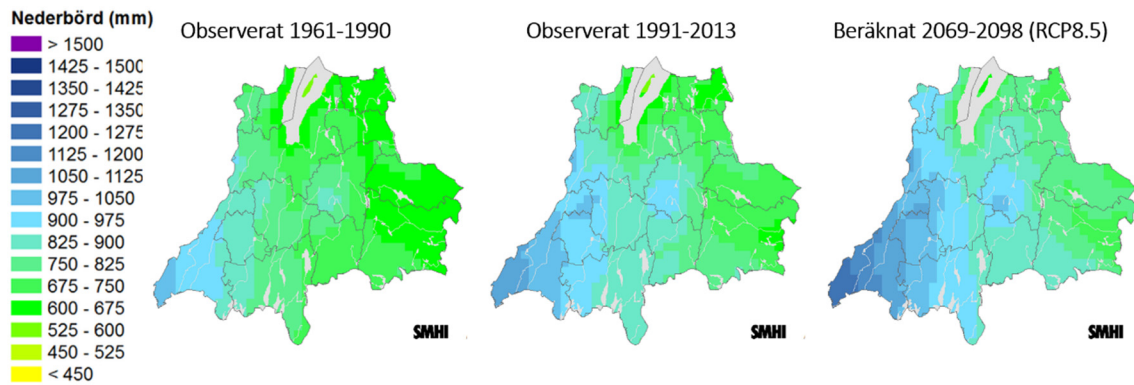 Nederbörd (mm)
> 1500
1425 - 1500
1350 - 1425
1275 - 1350
1200 - 1275
1125 - 1200
1050 - 1125
975 - 1050
900 - 975
825 - 900
750 - 825
675 - 750
600 - 675
525 - 600
450 - 525
< 450
Observerat 1961-1990
Observerat 1991-2013
Beräknat 2069-2098 (RCP8.5)
SMHI
SMHI
SMHI